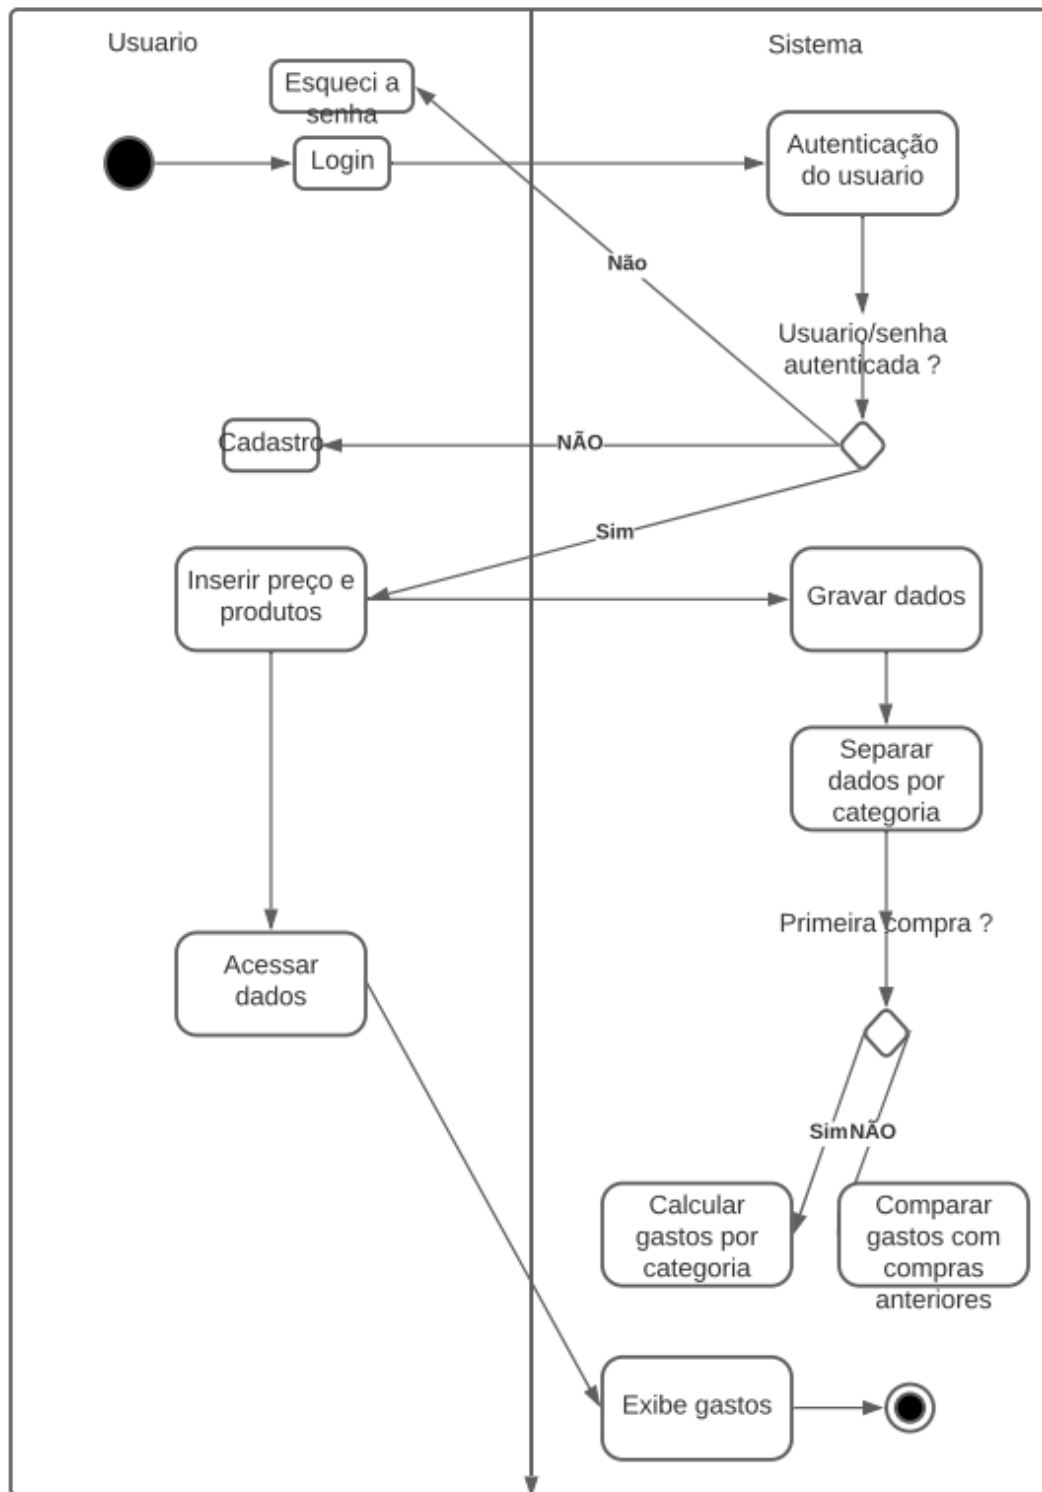 Usuario
Sistema
Esqueci a
senha
Login
Autenticação
do usuario
Não
Usuario/senha
autenticada ?
Cadastro
NÃO
Sim
Inserir preço e
produtos
Gravar dados
Separar
dados por
categoria
Primeira compra ?
Acessar
dados
Sim
NÃO
Calcular
gastos por
categoria
Comparar
gastos com
compras
anteriores
Exibe gastos